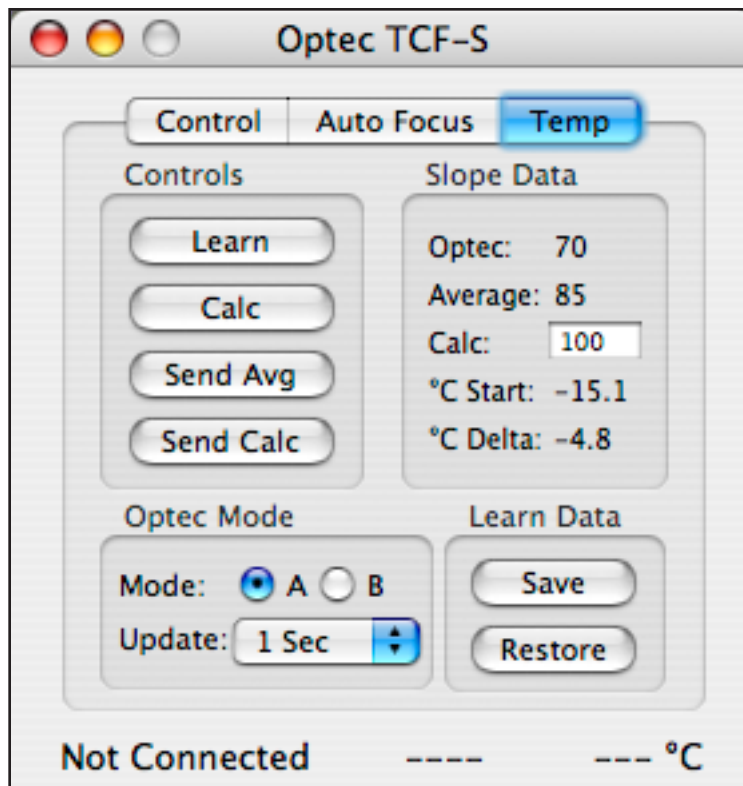 Optec TCF-S
Control Auto Focus Temp
Controls
Learn
Calc
Send Avg
Send Calc
Slope Data
Optec: 70
Average: 85
Calc: 100
°C Start: -15.1
°C Delta: -4.8
Optec Mode
Mode: A B
Update: 1 Sec
Learn Data
Save
Restore
Not Connected ---- --- °C